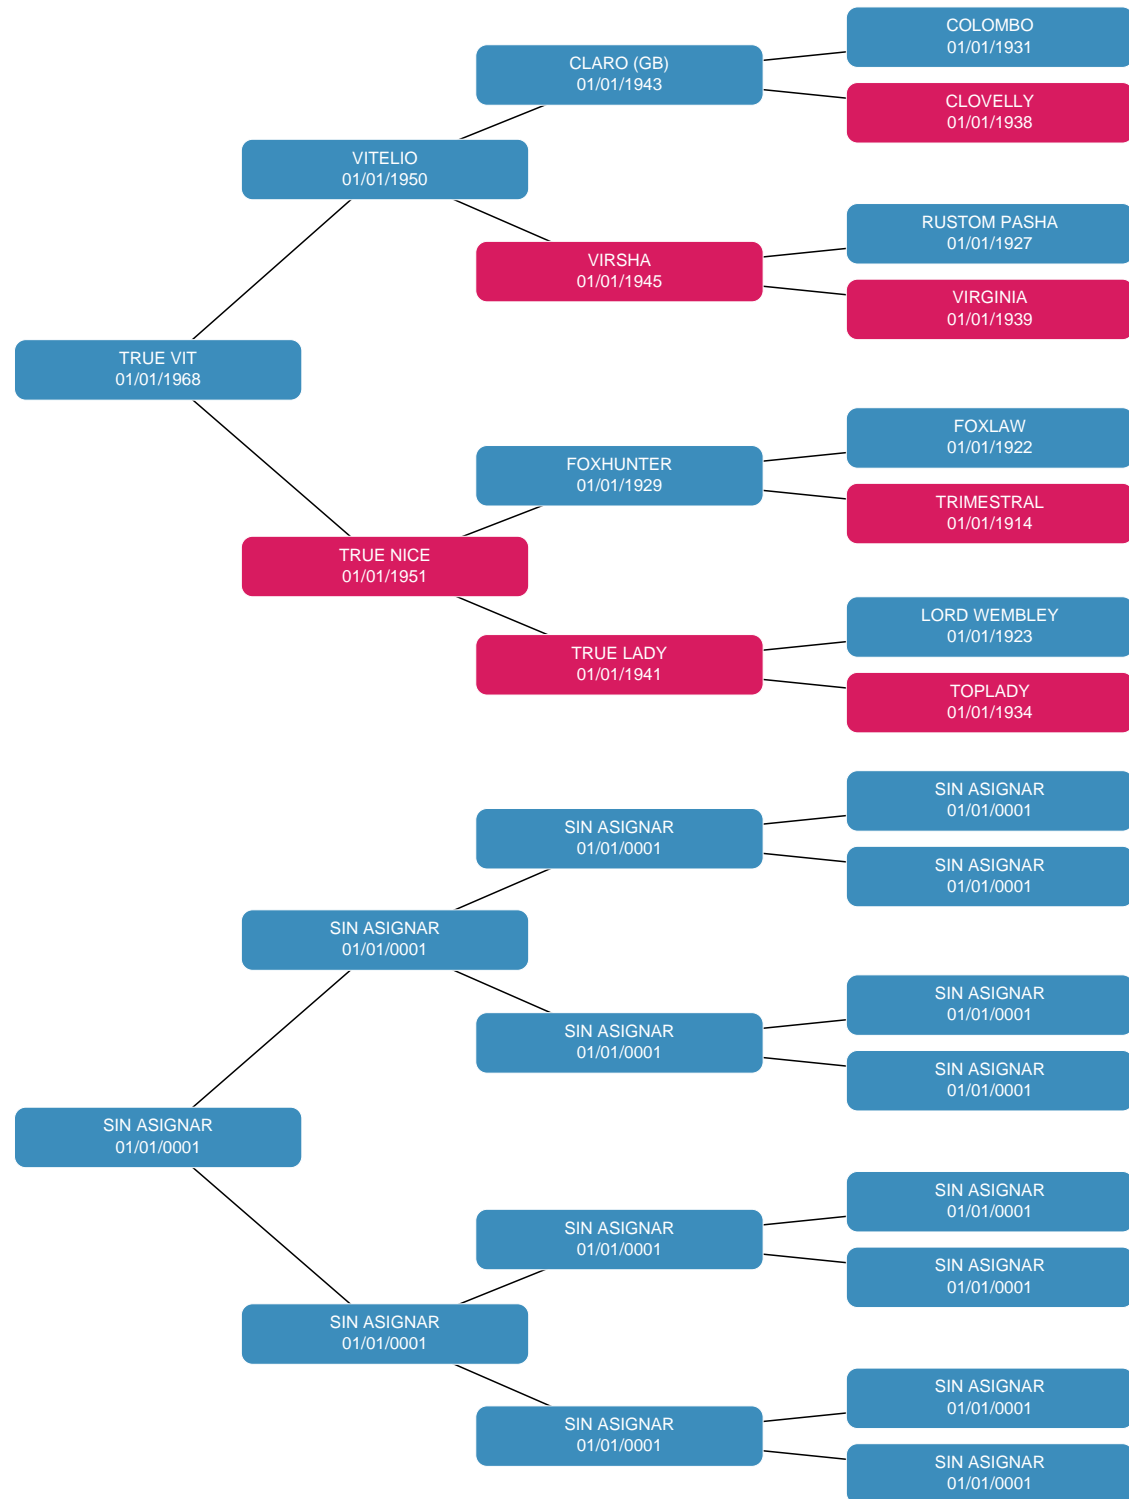 COLOMBO
01/01/1931
CLARO (GB)
01/01/1943
CLOVELLY
01/01/1938
VITELIO
01/01/1950
RUSTOM PASHA
01/01/1927
VIRSHA
01/01/1945
VIRGINIA
01/01/1939
TRUE VIT
01/01/1968
FOXLAW
01/01/1922
FOXHUNTER
01/01/1929
TRIMESTRAL
01/01/1914
TRUE NICE
01/01/1951
LORD WEMBLEY
01/01/1923
TRUE LADY
01/01/1941
TOPLADY
01/01/1934
SIN ASIGNAR
01/01/0001
SIN ASIGNAR
01/01/0001
SIN ASIGNAR
01/01/0001
SIN ASIGNAR
01/01/0001
SIN ASIGNAR
01/01/0001
SIN ASIGNAR
01/01/0001
SIN ASIGNAR
01/01/0001
SIN ASIGNAR
01/01/0001
SIN ASIGNAR
01/01/0001
SIN ASIGNAR
01/01/0001
SIN ASIGNAR
01/01/0001
SIN ASIGNAR
01/01/0001
SIN ASIGNAR
01/01/0001
SIN ASIGNAR
01/01/0001
SIN ASIGNAR
01/01/0001